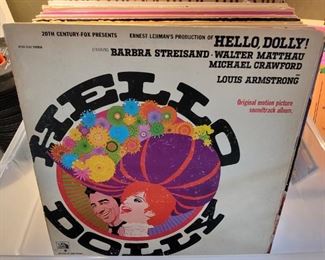 20TH CENTURY-FOX PRESENTS
ERNEST LEHMAN'S PRODUCTION OF HELLO, DOLLY!
STARRING BARBRA STREISAND · WALTER MATTHAU
MICHAEL CRAWFORD
AND
LOUIS ARMSTRONG
Original motion picture
soundtrack album.
HELLO
DOLLY